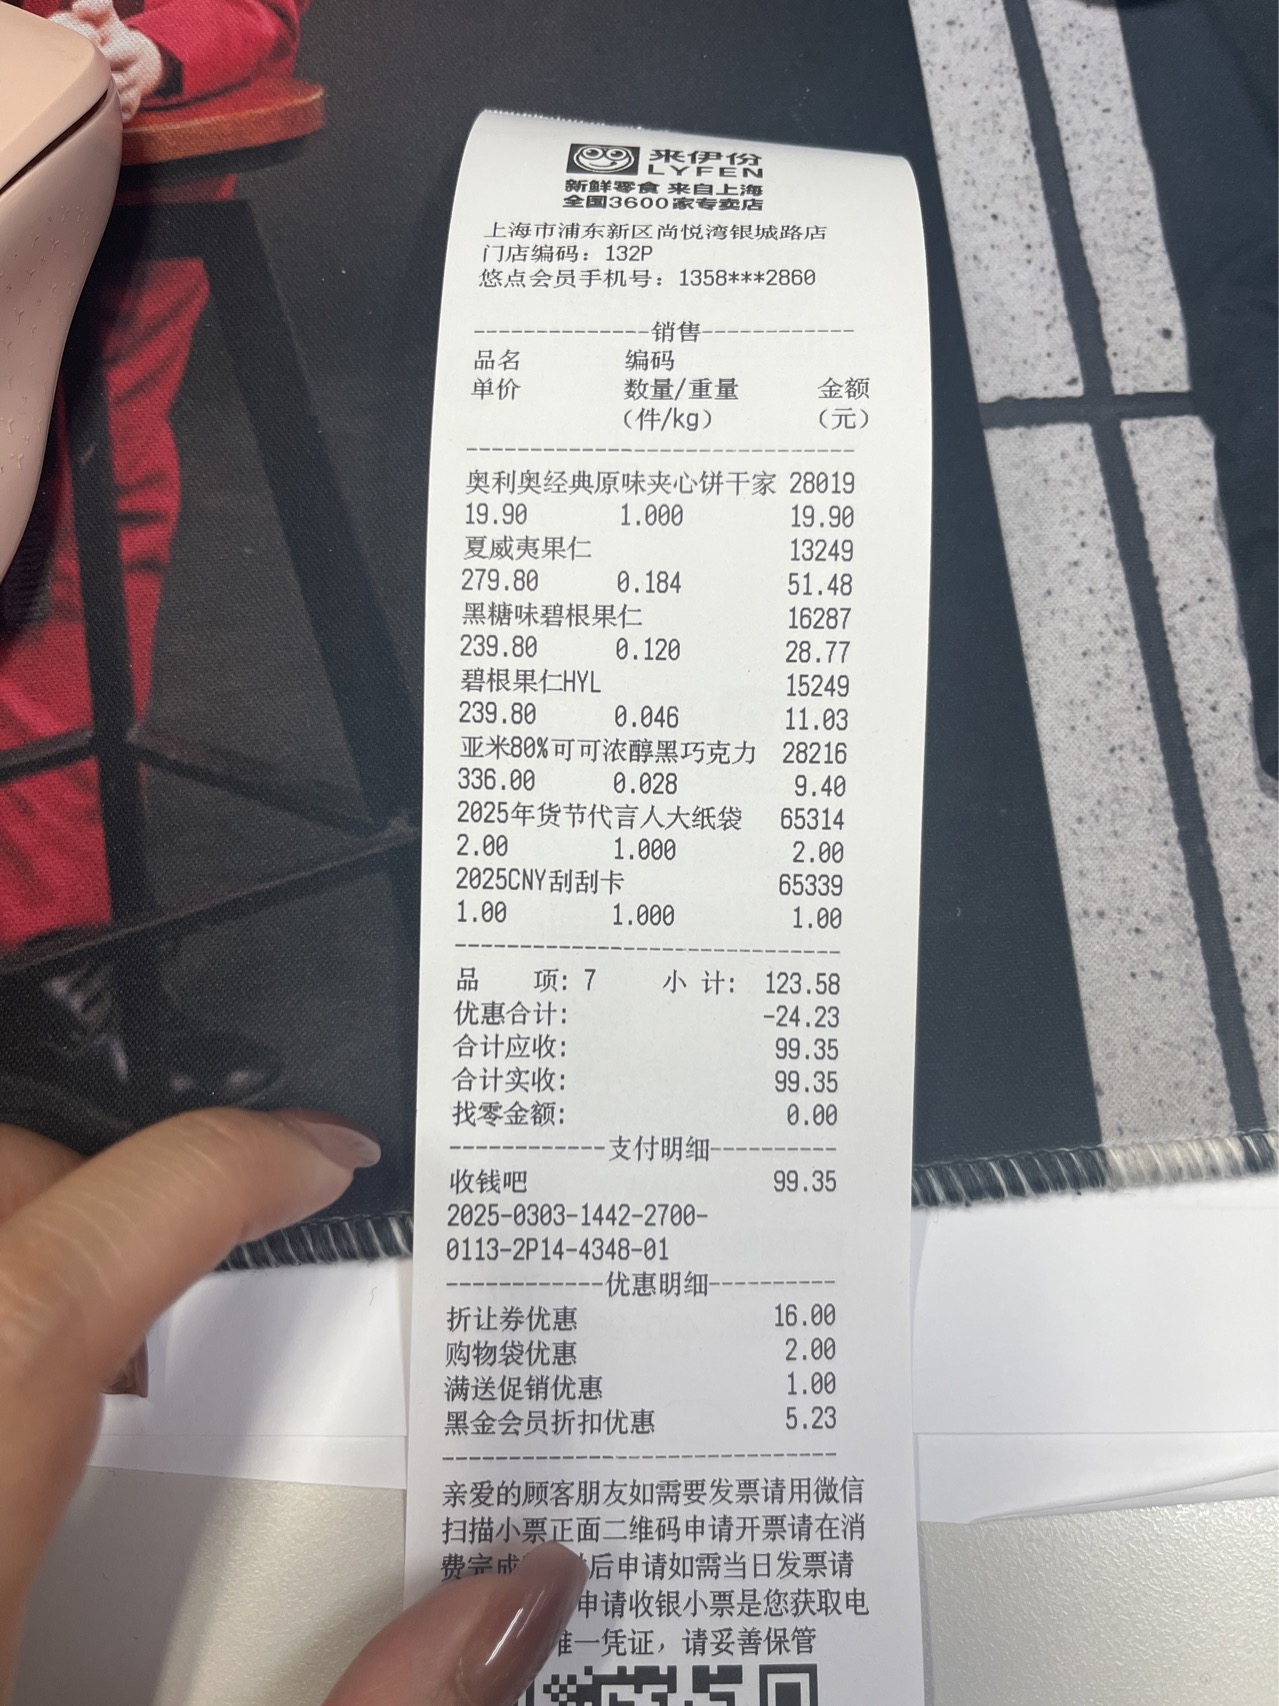 来伊份
LYFEN
新鲜零食 来自上海
全国3600家专卖店
上海市浦东新区尚悦湾银城路店
门店编码：132P
悠点会员手机号：1358***2860
--------------销售------------
品名 编码
单价 数量/重量 金额
（件/kg） （元）
-------------------------------
奥利奥经典原味夹心饼干家 28019
19.90 1.000 19.90
夏威夷果仁 13249
279.80 0.184 51.48
黑糖味碧根果仁 16287
239.80 0.120 28.77
碧根果仁HYL 15249
239.80 0.046 11.03
亚米80%可可浓醇黑巧克力 28216
336.00 0.028 9.40
2025年货节代言人大纸袋 65314
2.00 1.000 2.00
2025CNY刮刮卡 65339
1.00 1.000 1.00
-------------------------------
品 项: 7 小 计: 123.58
优惠合计: -24.23
合计应收: 99.35
合计实收: 99.35
找零金额: 0.00
------------支付明细----------
收钱吧 99.35
2025-0303-1442-2700-
0113-2P14-4348-01
------------优惠明细----------
折让券优惠 16.00
购物袋优惠 2.00
满送促销优惠 1.00
黑金会员折扣优惠 5.23
-------------------------------
亲爱的顾客朋友如需要发票请用微信
扫描小票正面二维码申请开票请在消
费完成 后申请如需当日发票请
申请收银小票是您获取电
唯一凭证，请妥善保管